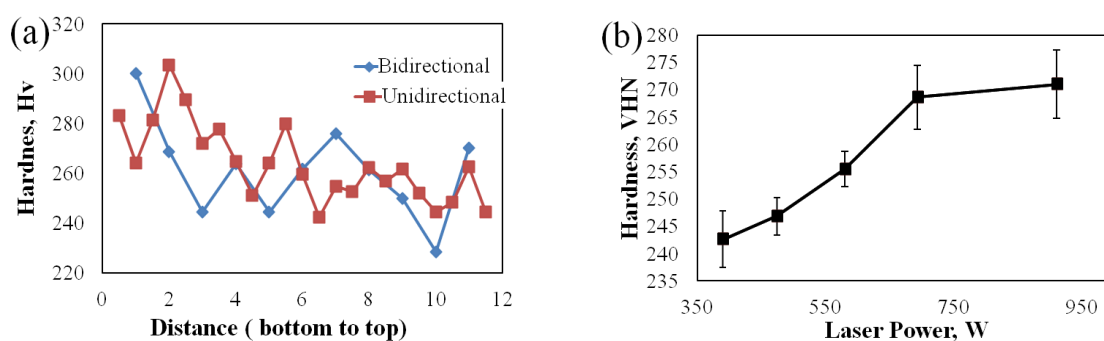 (a)
320
300
280
260
240
220
Hardnes, Hv
Bidirectional
Unidirectional
0 2 4 6 8 10 12
Distance ( bottom to top)
(b)
280
275
270
265
260
255
250
245
240
235
Hardness, VHN
350 550 750 950
Laser Power, W